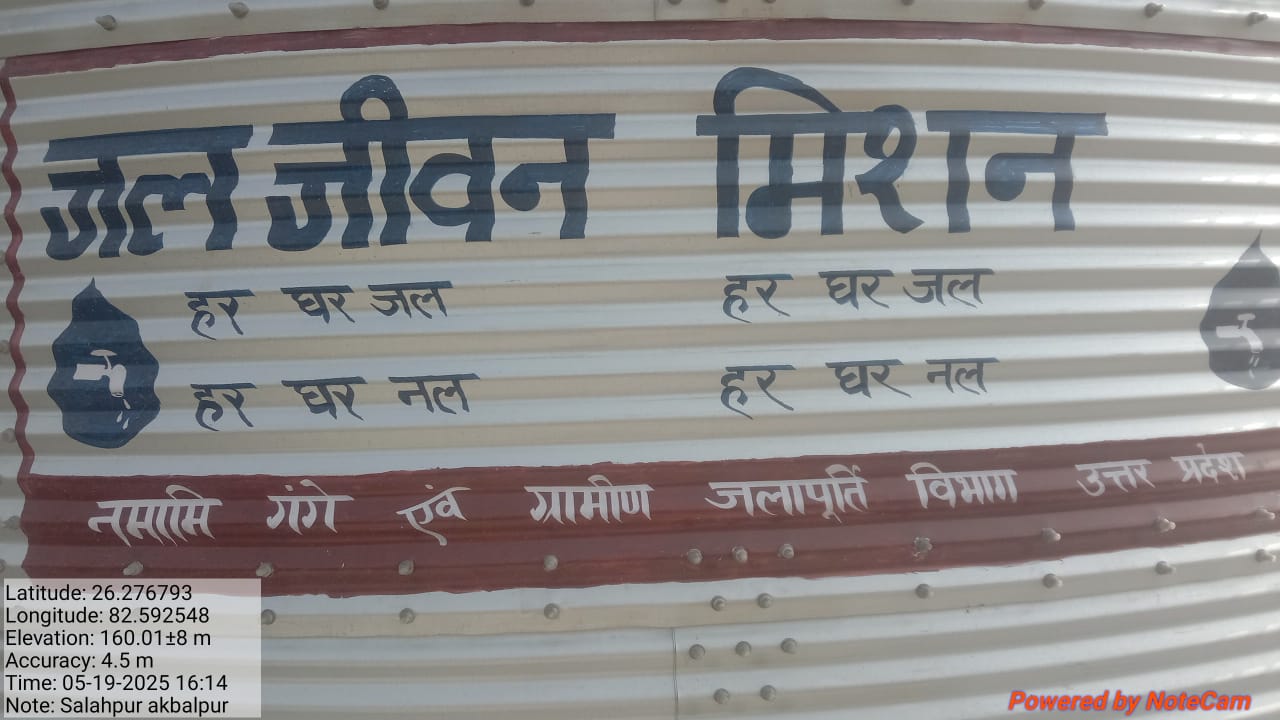 जल जीवन मिशन
हर घर जल हर घर जल
हर घर नल हर घर नल
नमामि गंगे एवं ग्रामीण जलापूर्ति विभाग उत्तर प्रदेश
Latitude: 26.276793
Longitude: 82.592548
Elevation: 160.01±8 m
Accuracy: 4.5 m
Time: 05-19-2025 16:14
Note: Salahpur akbalpur
Powered by NoteCam